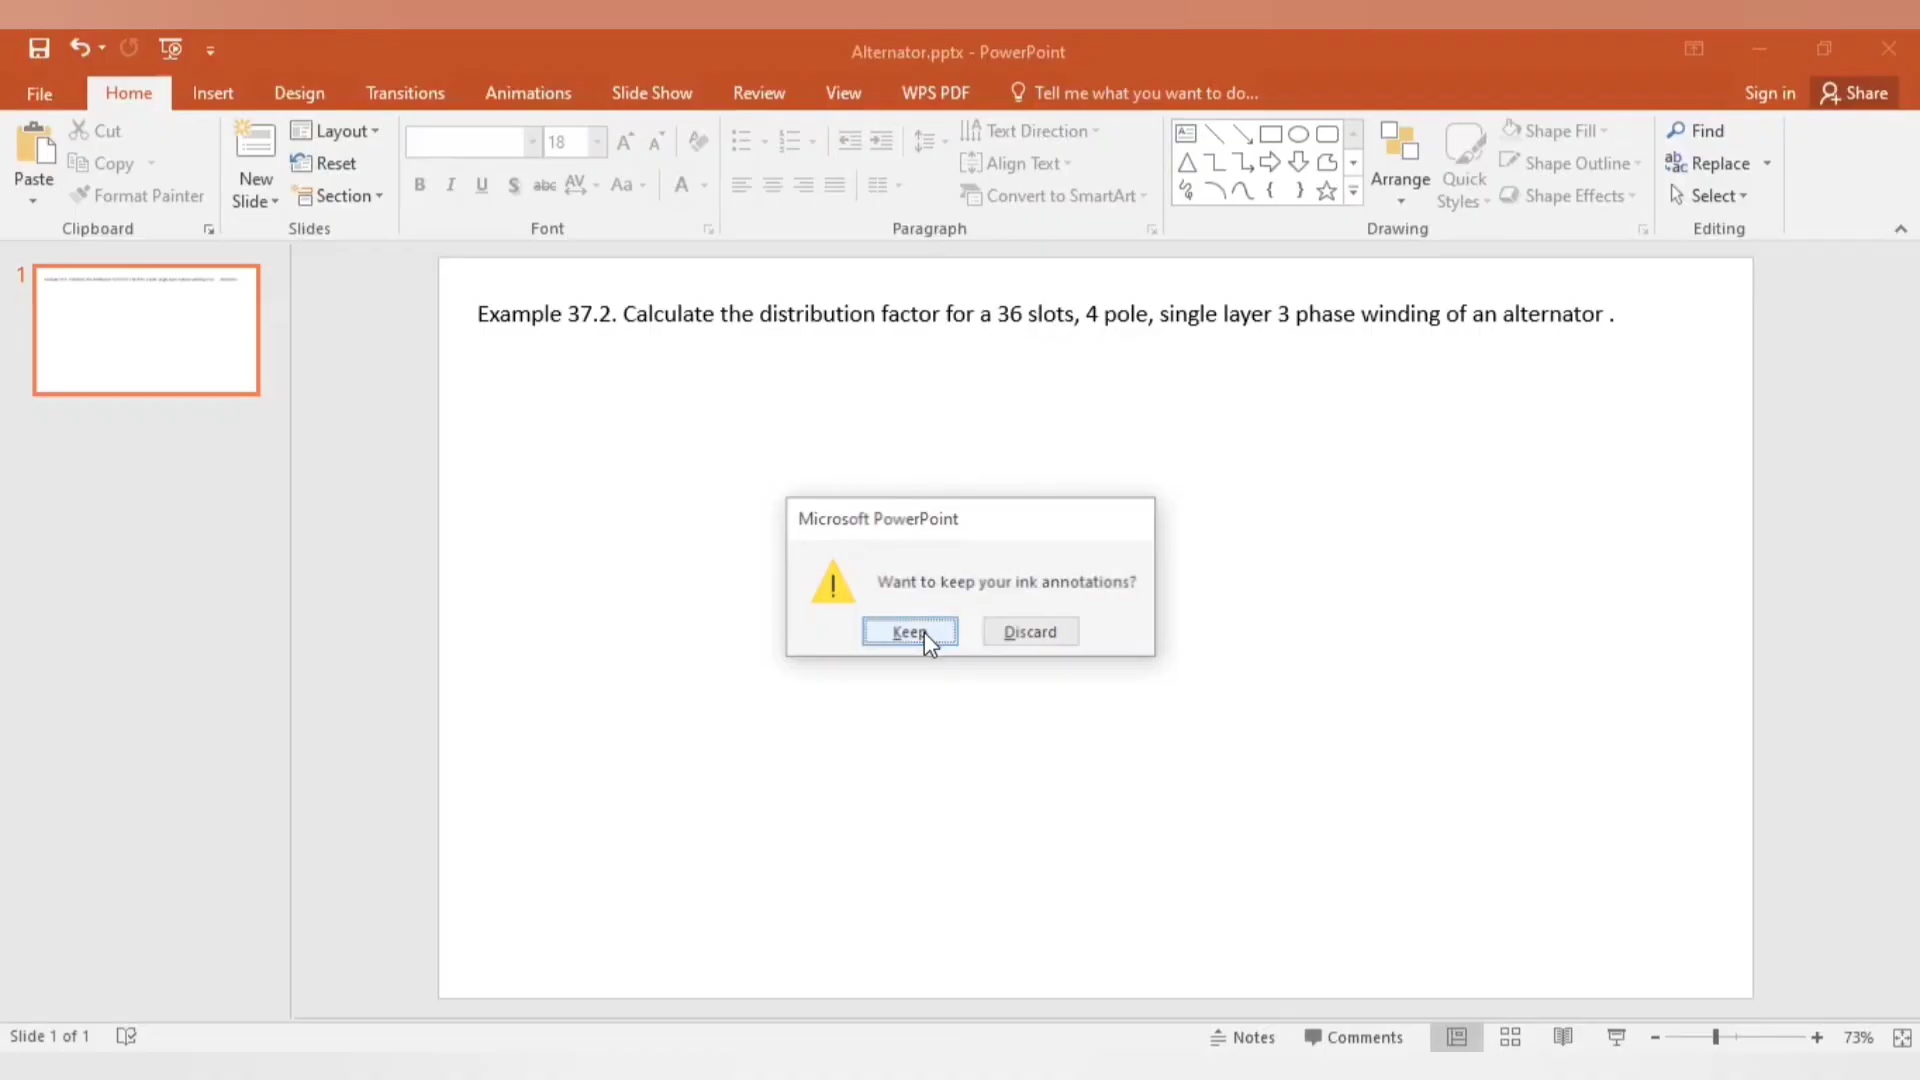 Alternator.pptx - PowerPoint
File Home Insert Design Transitions Animations Slide Show Review View WPS PDF Tell me what you want to do... Sign in Share
Paste
Cut
Copy
Format Painter
Clipboard
New Slide
Layout
Reset
Section
Slides
18
B I U S abc AV Aa A
Font
Text Direction
Align Text
Convert to SmartArt
Paragraph
Arrange
Quick Styles
Shape Fill
Shape Outline
Shape Effects
Drawing
Find
Replace
Select
Editing
1
Example 37.2. Calculate the distribution factor for a 36 slots, 4 pole, single layer 3 phase winding of an alternator .
Microsoft PowerPoint
Want to keep your ink annotations?
Keep Discard
Slide 1 of 1 Notes Comments 73%